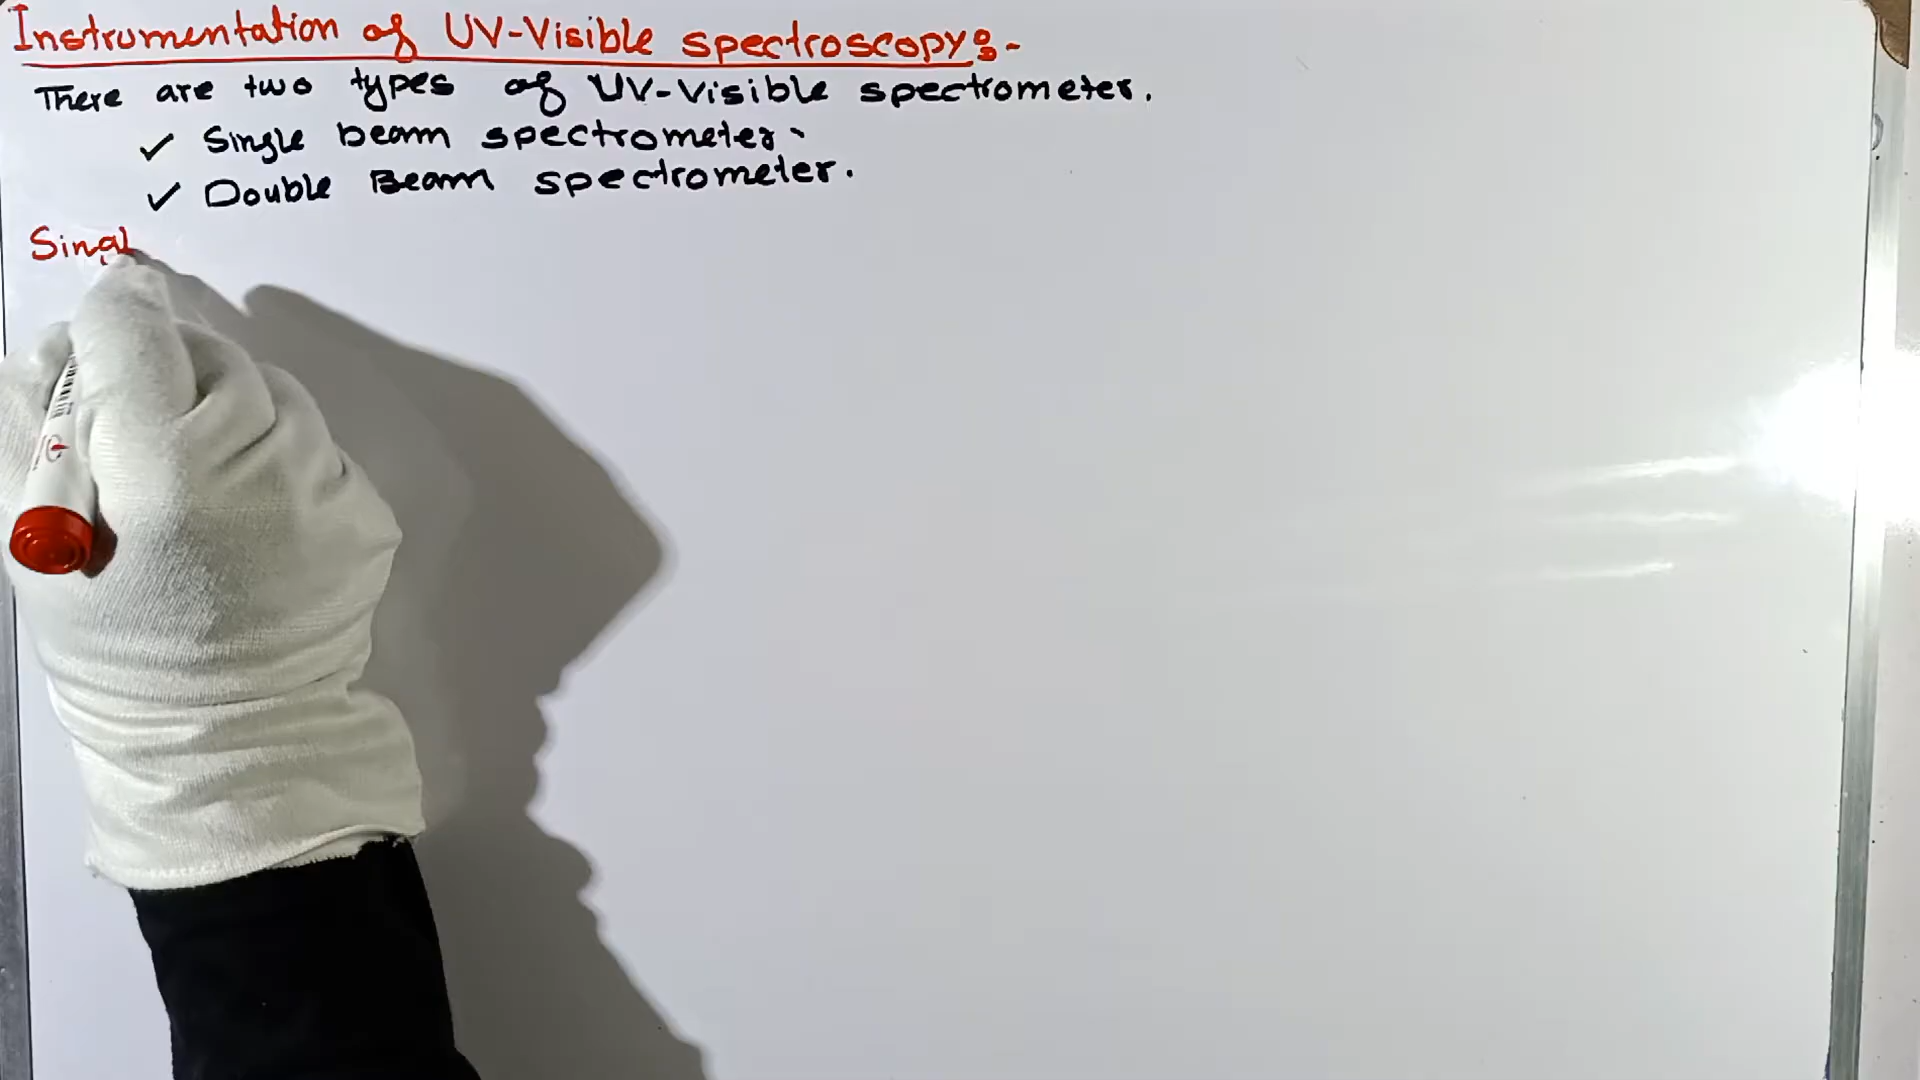 Instrumentation of UV-Visible spectroscopy:-
There are two types of UV-Visible spectrometer.
✓ Single beam spectrometer.
✓ Double Beam spectrometer.
Singl